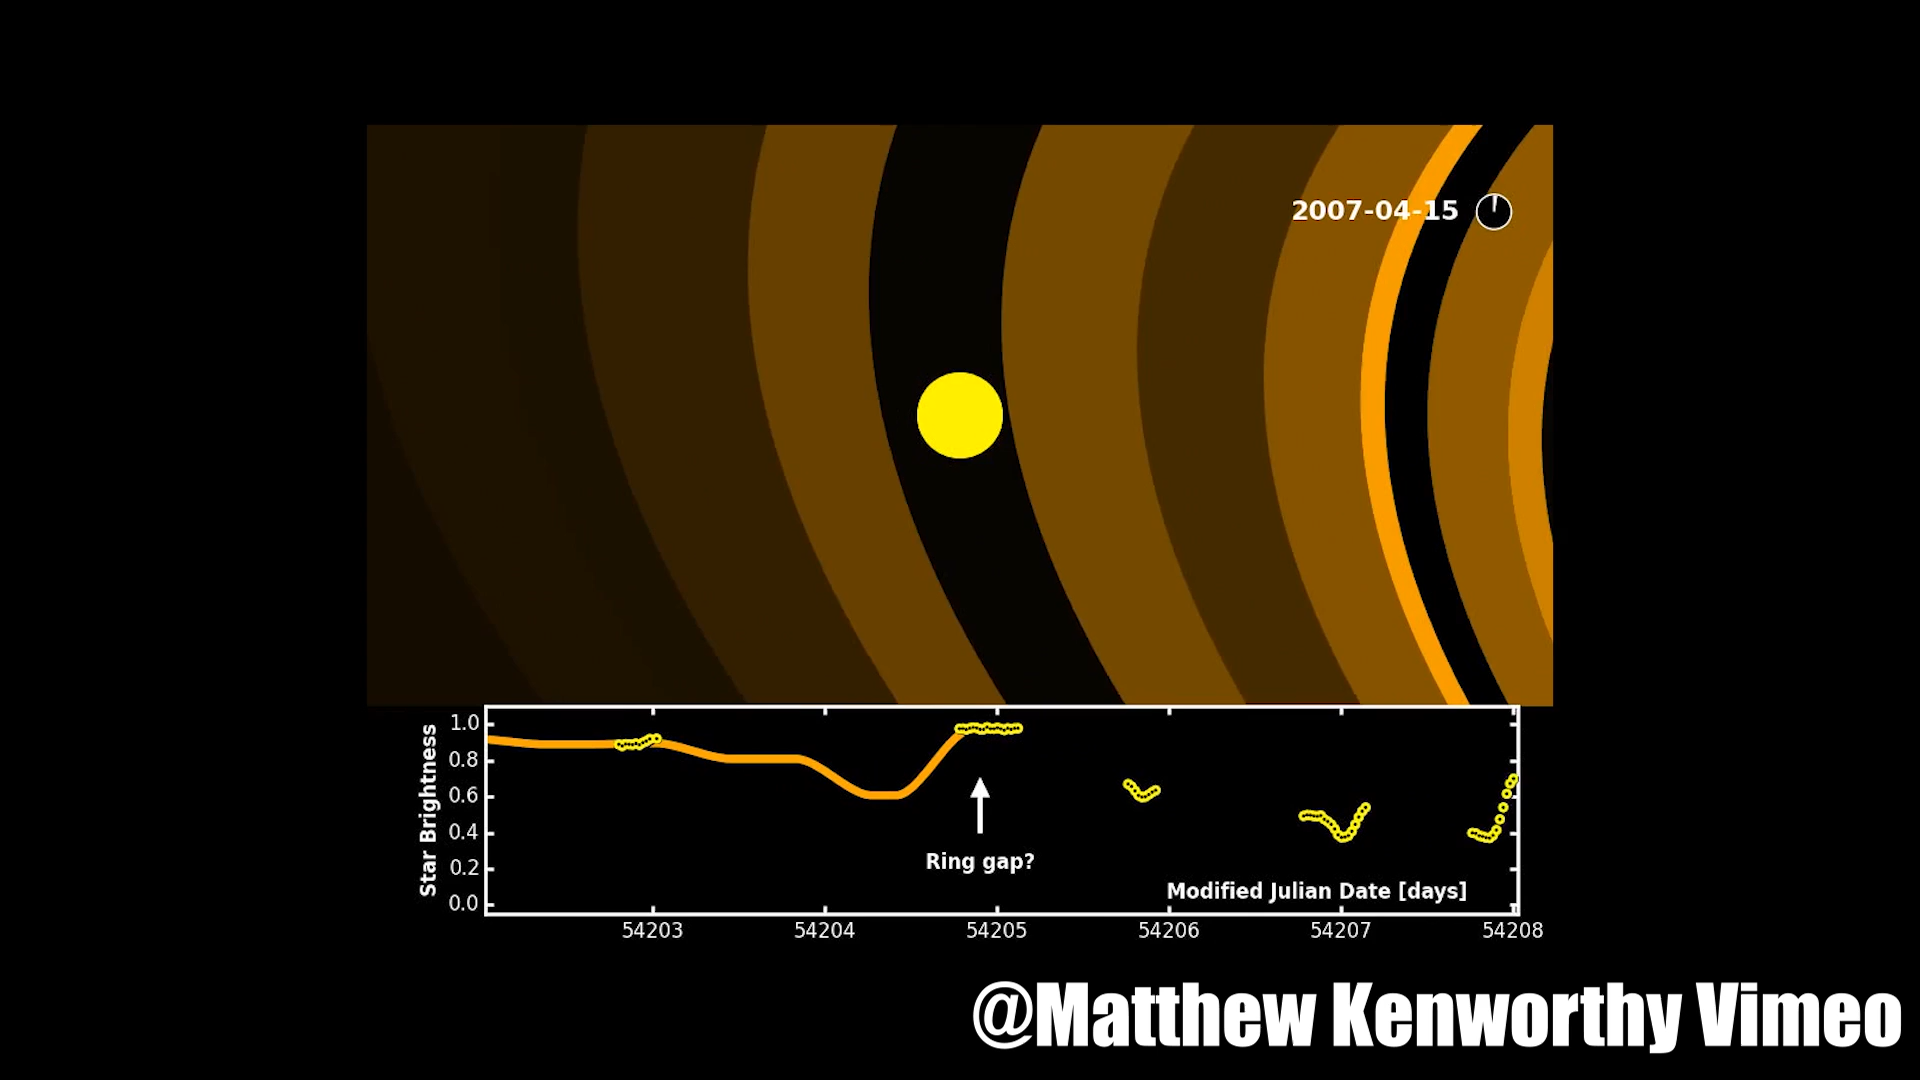 2007-04-15
Star Brightness
1.0
0.8
0.6
0.4
0.2
0.0
Ring gap?
Modified Julian Date [days]
54203 54204 54205 54206 54207 54208
@Matthew Kenworthy Vimeo